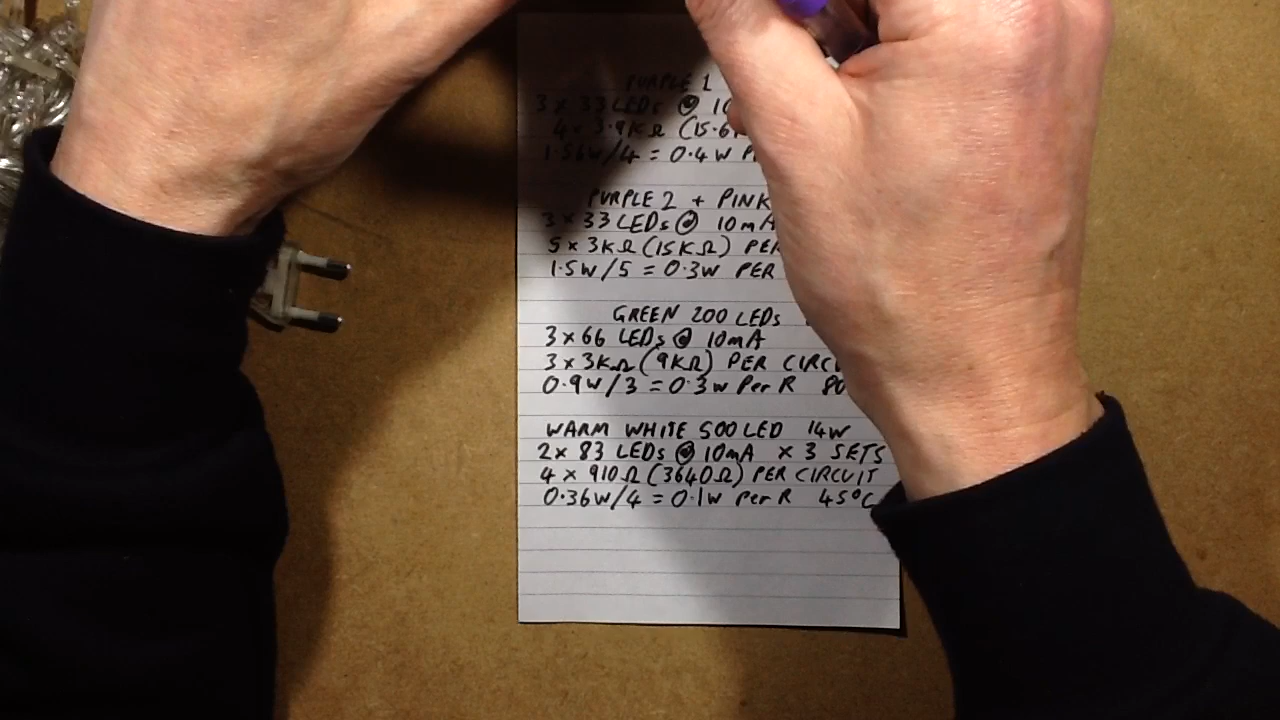 PURPLE 1
3 x 33 LEDs @ 10
4 x 3.9KΩ (15.6K
1.56W/4 = 0.4W P
PURPLE 2 + PINK
3 x 33 LEDs @ 10mA
5 x 3KΩ (15KΩ) PER
1.5W/5 = 0.3W PER
GREEN 200 LEDs
3 x 66 LEDs @ 10mA
3 x 3KΩ (9KΩ) PER CIRCU
0.9W/3 = 0.3W Per R 80
WARM WHITE 500 LED 14W
2 x 83 LEDs @ 10mA x 3 SETS
4 x 910Ω (3640Ω) PER CIRCUIT
0.36W/4 = 0.1W Per R 45°C